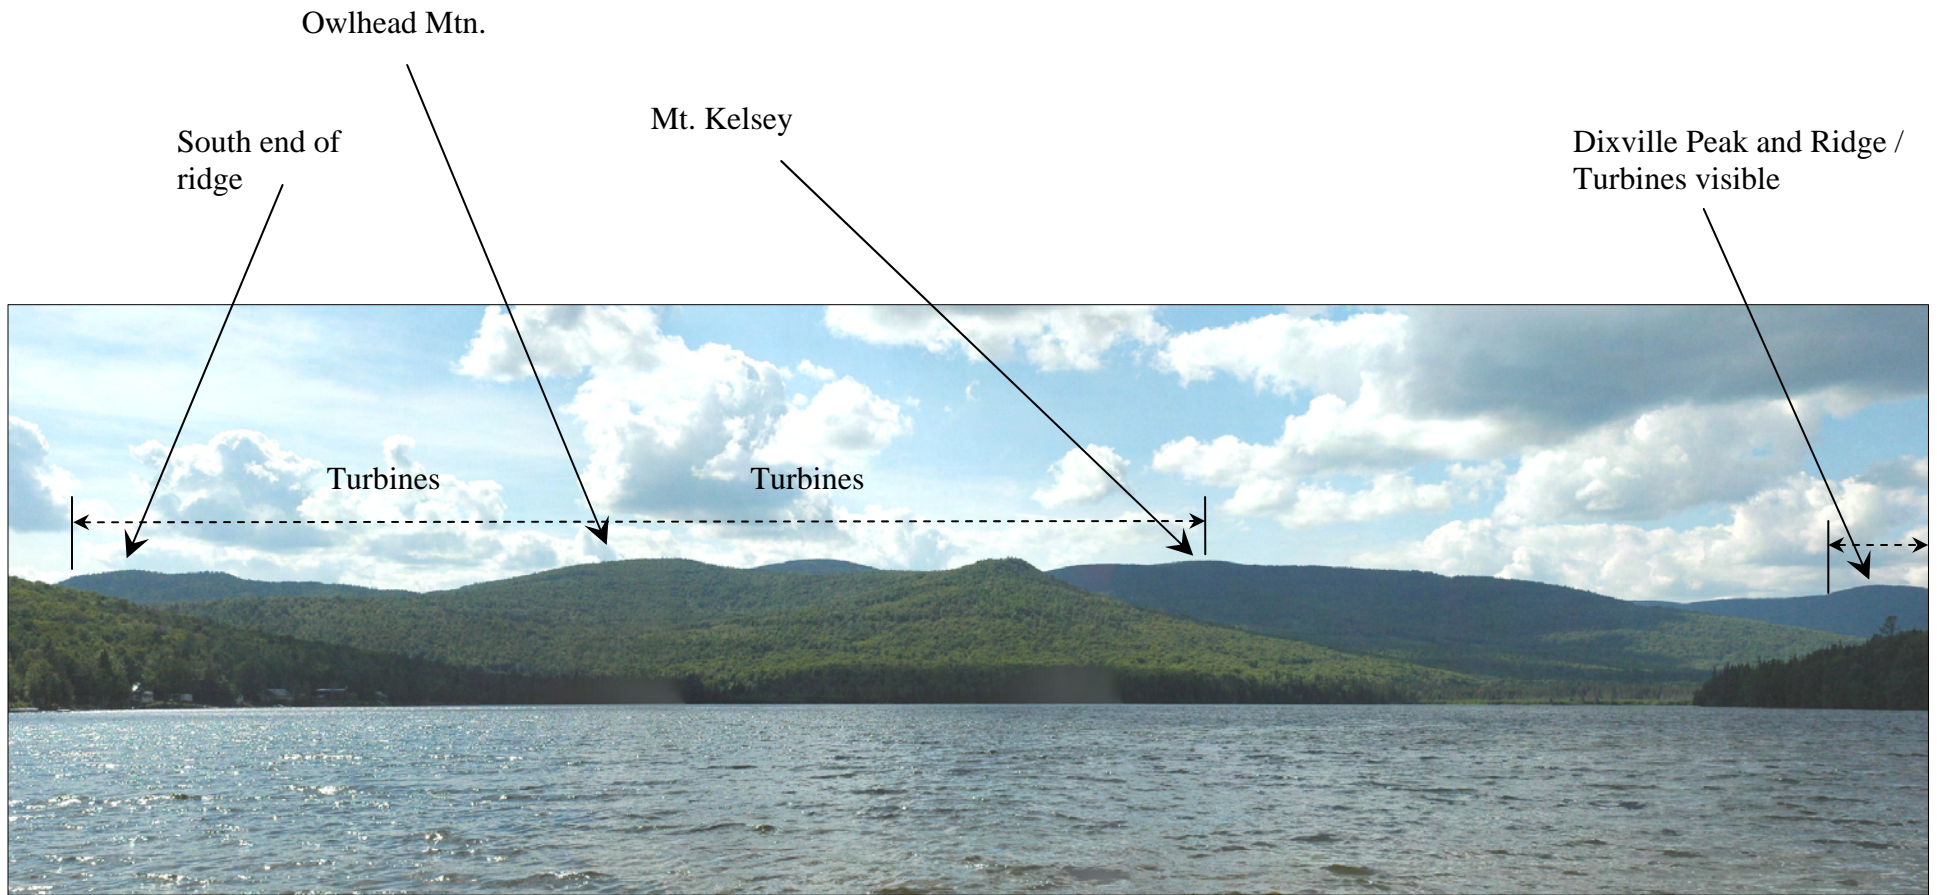 Owlhead Mtn.
South end of
ridge
Mt. Kelsey
Dixville Peak and Ridge /
Turbines visible
Turbines
Turbines